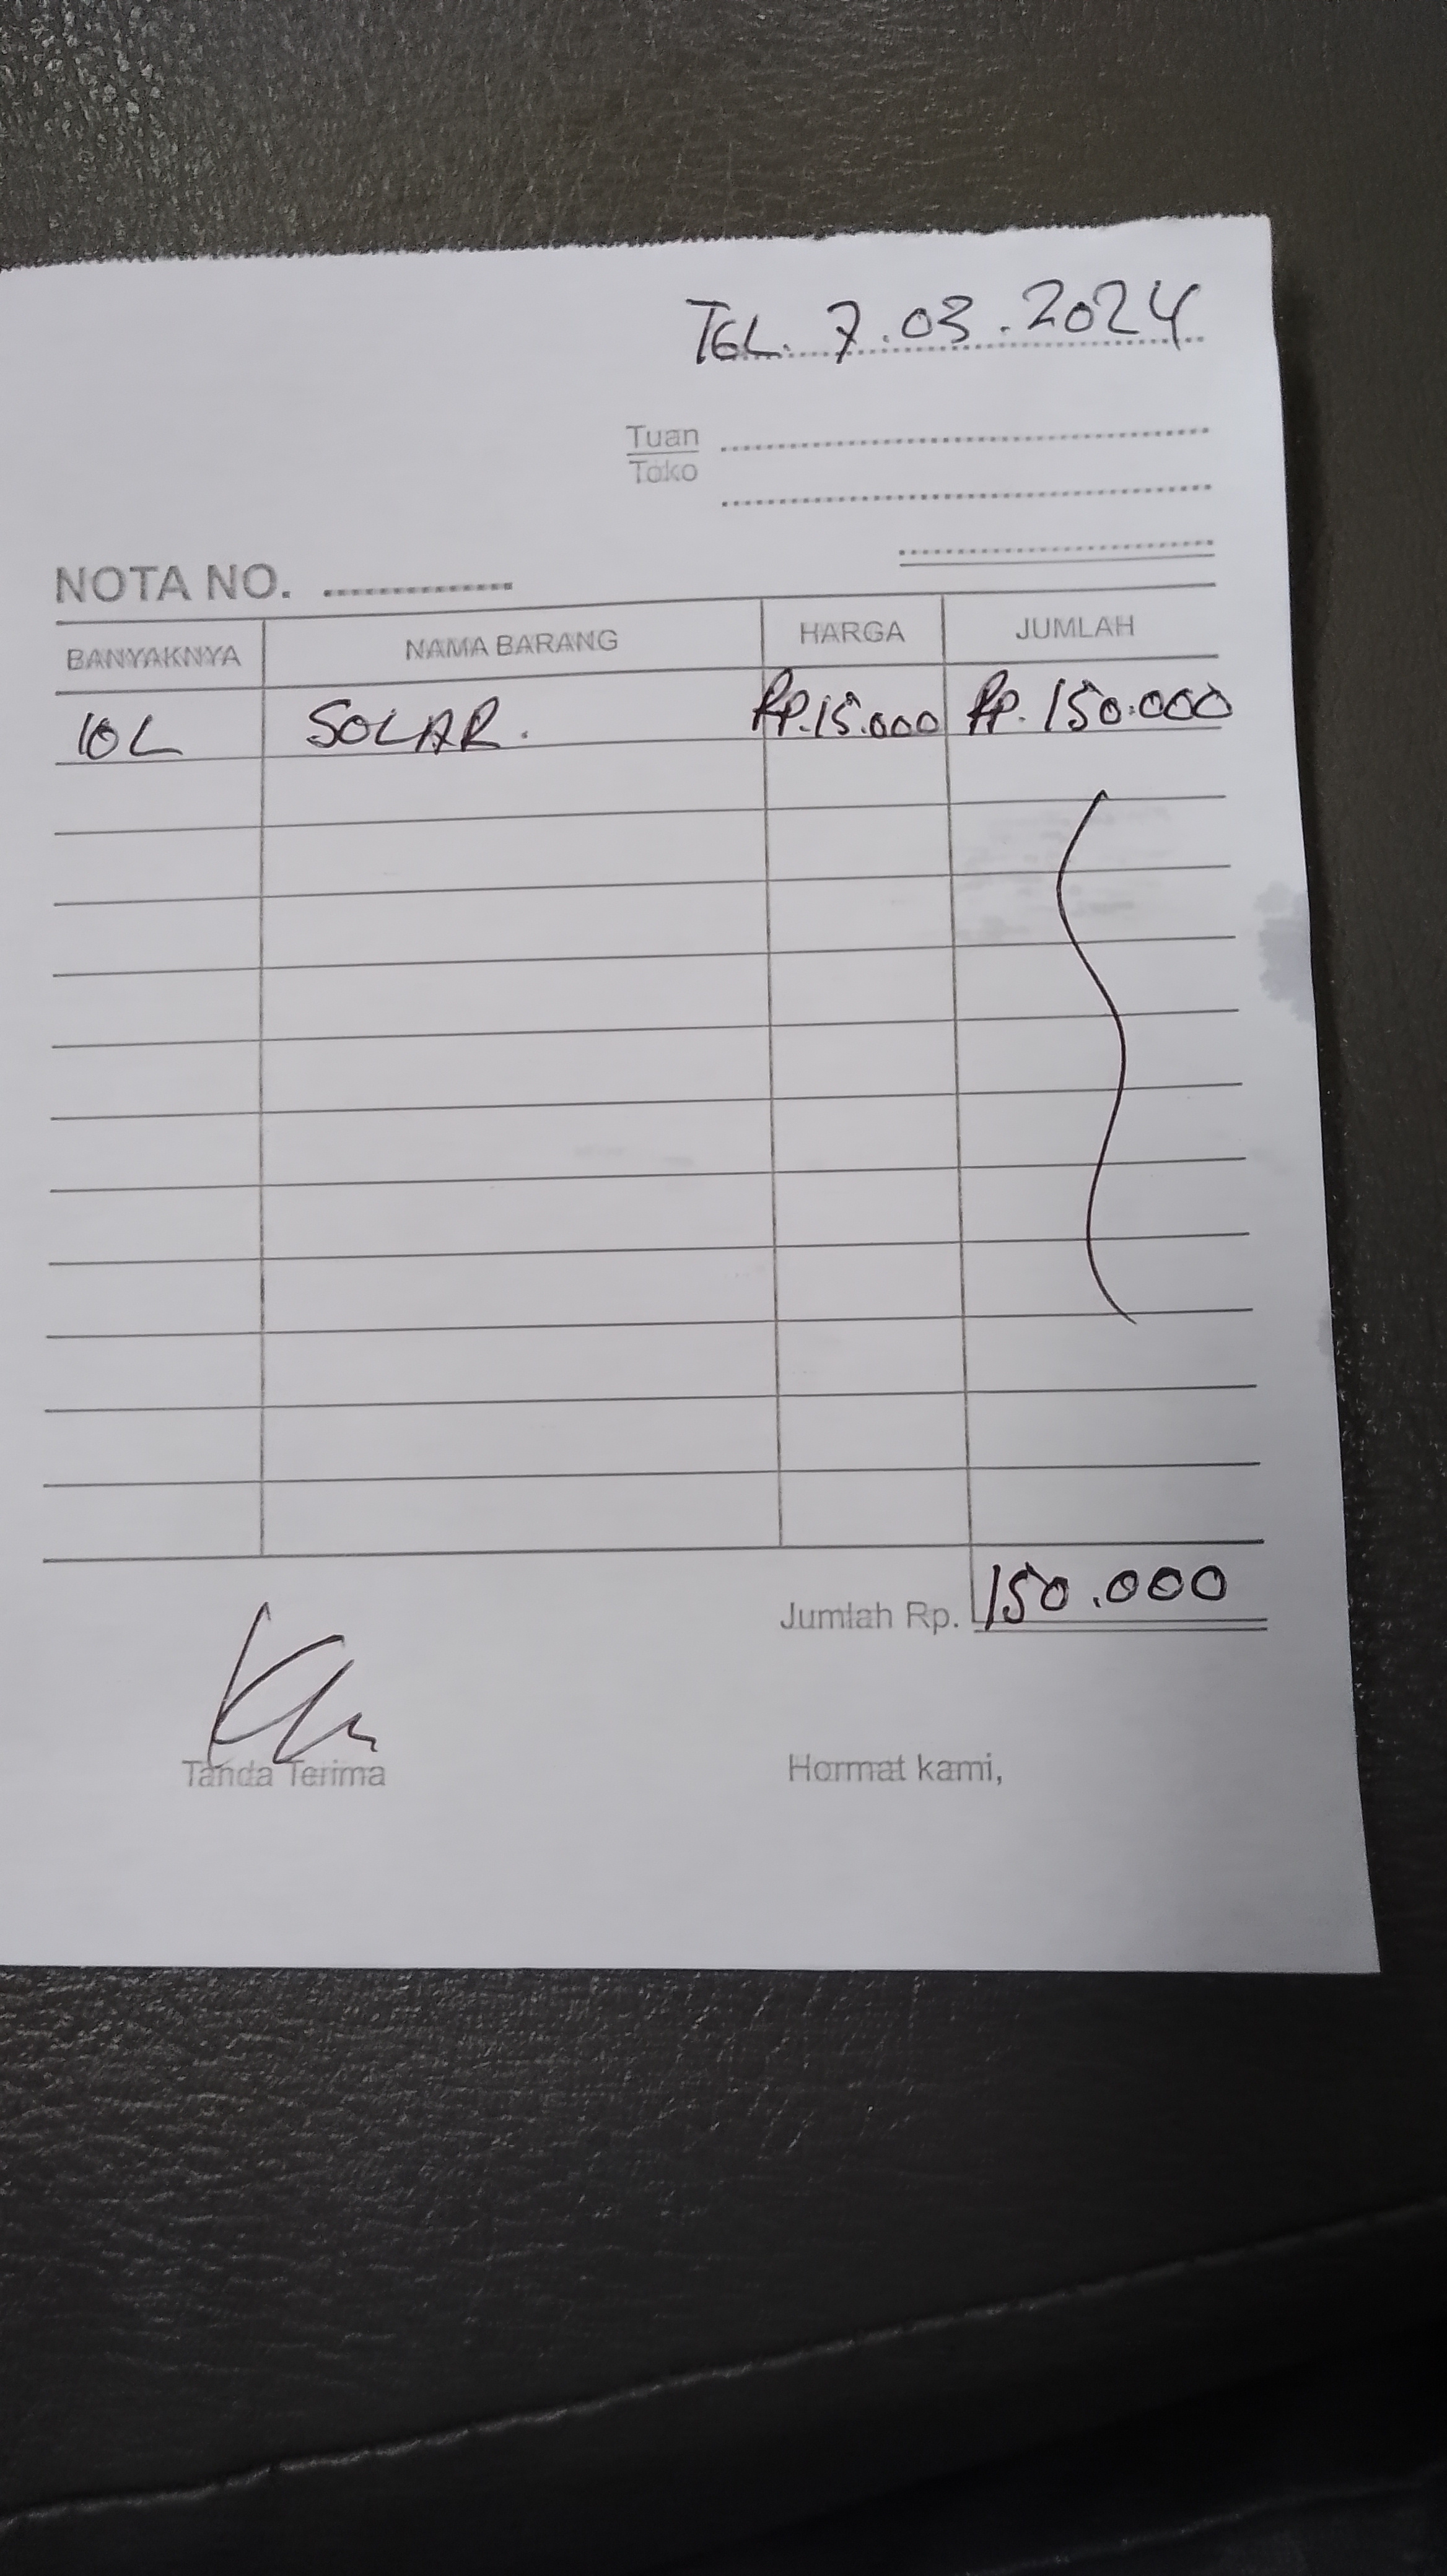 TGL. 7.03.2024
Tuan
Toko
NOTA NO.
BANYAKNYA NAMA BARANG HARGA JUMLAH
10L SOLAR. Rp.15.000 Rp.150.000
Jumlah Rp. 150.000
Tanda Terima Hormat kami,